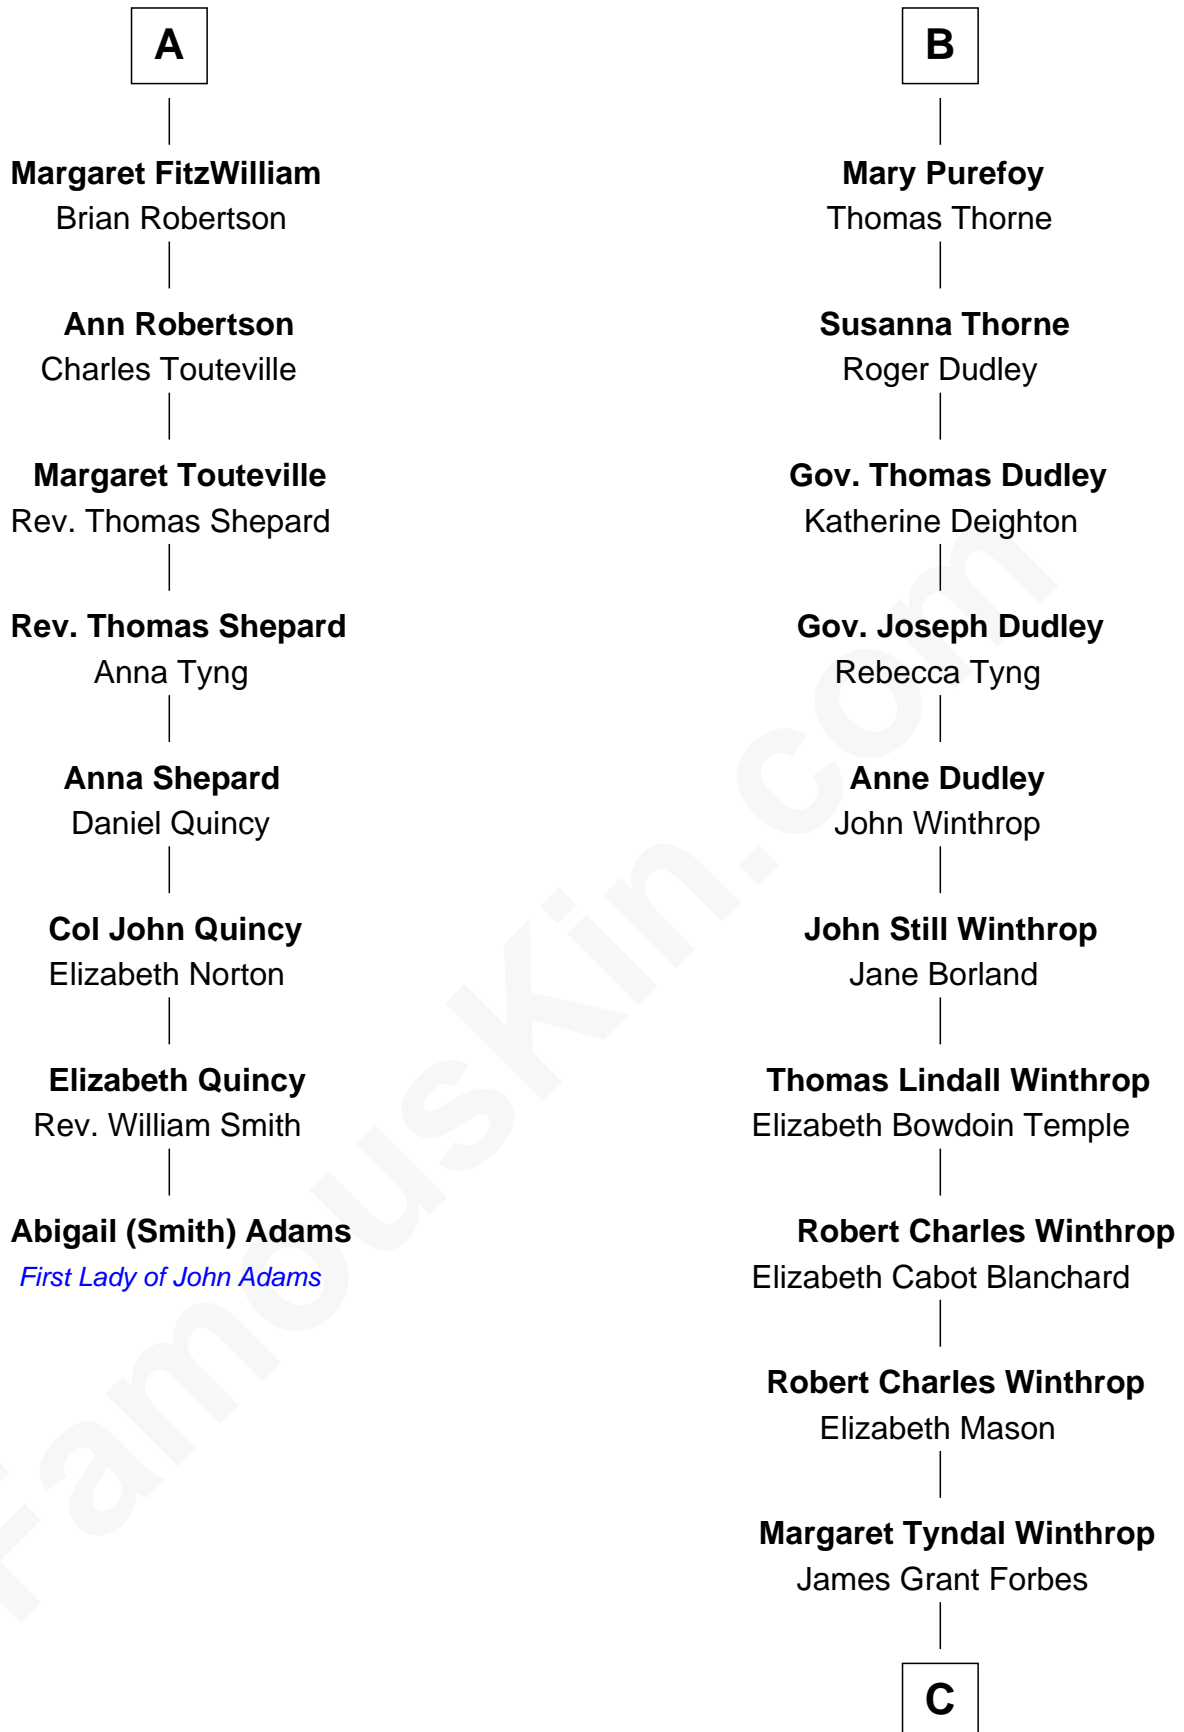 A
Margaret FitzWilliam
Brian Robertson
Ann Robertson
Charles Touteville
Margaret Touteville
Rev. Thomas Shepard
Rev. Thomas Shepard
Anna Tyng
Anna Shepard
Daniel Quincy
Col John Quincy
Elizabeth Norton
Elizabeth Quincy
Rev. William Smith
Abigail (Smith) Adams
First Lady of John Adams
B
Mary Purefoy
Thomas Thorne
Susanna Thorne
Roger Dudley
Gov. Thomas Dudley
Katherine Deighton
Gov. Joseph Dudley
Rebecca Tyng
Anne Dudley
John Winthrop
John Still Winthrop
Jane Borland
Thomas Lindall Winthrop
Elizabeth Bowdoin Temple
Robert Charles Winthrop
Elizabeth Cabot Blanchard
Robert Charles Winthrop
Elizabeth Mason
Margaret Tyndal Winthrop
James Grant Forbes
C
FamousKin.com